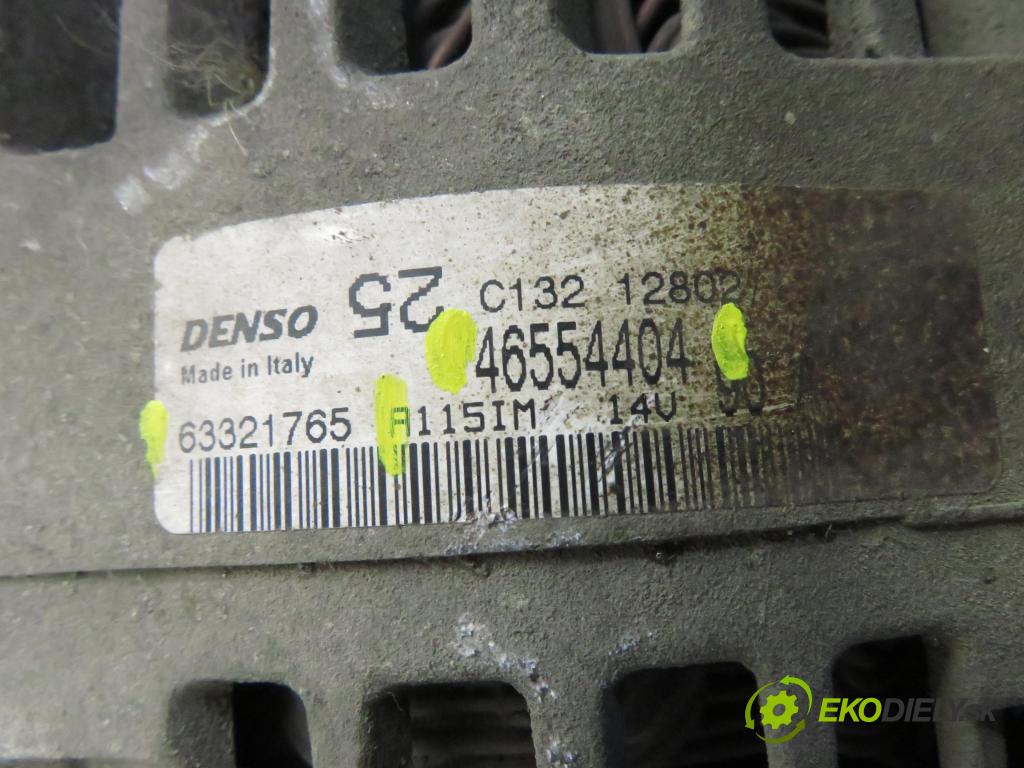 DENSO 25 C132 12802
Made in Italy 46554404
63321765 A115IM 14V A
EKODIELY.SK